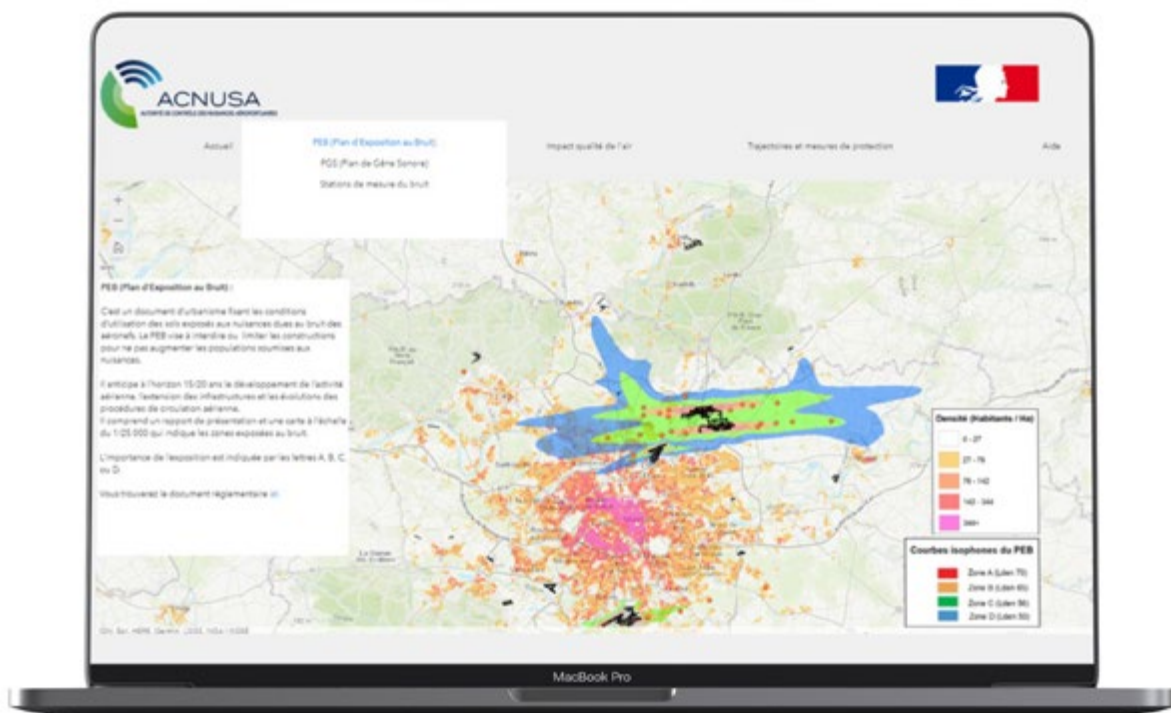 ACNUSA
AUTORITÉ DE CONTRÔLE DES NUISANCES AÉROPORTUAIRES
Accueil
PEB (Plan d'Exposition au Bruit)
PGS (Plan de Gêne Sonore)
Stations de mesure du bruit
Impact qualité de l'air
Trajectoires et mesures de protection
Aide
PEB (Plan d'Exposition au Bruit) :
C'est un document d'urbanisme fixant les conditions
d'utilisation des sols exposés aux nuisances dues au bruit des
aéronefs. Le PEB vise à interdire ou limiter les constructions
pour ne pas augmenter les populations soumises aux
nuisances.
Il anticipe à l'horizon 15/20 ans le développement de l'activité
aérienne, l'extension des infrastructures et les évolutions des
procédures de circulation aérienne.
Il comprend un rapport de présentation et une carte à l'échelle
du 1/25 000 qui indique les zones exposées au bruit.
L'importance de l'exposition est indiquée par les lettres A, B, C,
ou D.
Vous trouverez le document réglementaire ici
Densité (Habitants / Ha)
0 - 27
27 - 76
76 - 142
142 - 344
344+
Courbes isophones du PEB
Zone A (Lden 70)
Zone B (Lden 65)
Zone C (Lden 56)
Zone D (Lden 50)
MacBook Pro